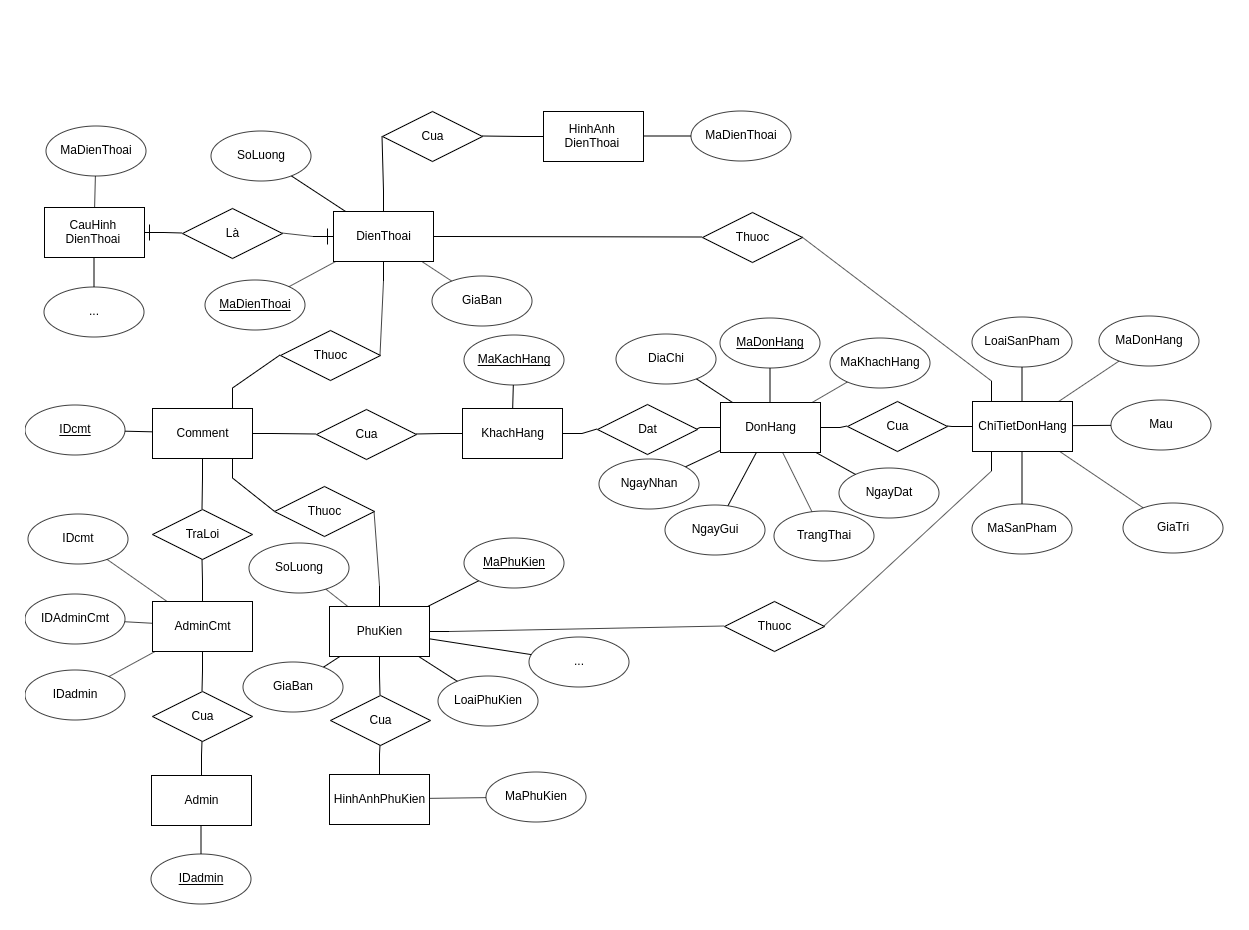 Cua
HinhAnh
DienThoai
MaDienThoai
MaDienThoai
SoLuong
CauHinh
DienThoai
Là
DienThoai
Thuoc
MaDienThoai
GiaBan
...
Thuoc
MaKachHang
DiaChi
MaDonHang
MaKhachHang
LoaiSanPham
MaDonHang
IDcmt
Comment
Cua
KhachHang
Dat
DonHang
Cua
ChiTietDonHang
Mau
NgayNhan
NgayDat
NgayGui
TrangThai
MaSanPham
GiaTri
Thuoc
TraLoi
IDcmt
SoLuong
MaPhuKien
IDAdminCmt
AdminCmt
PhuKien
Thuoc
...
IDadmin
GiaBan
LoaiPhuKien
Cua
Cua
Admin
HinhAnhPhuKien
MaPhuKien
IDadmin